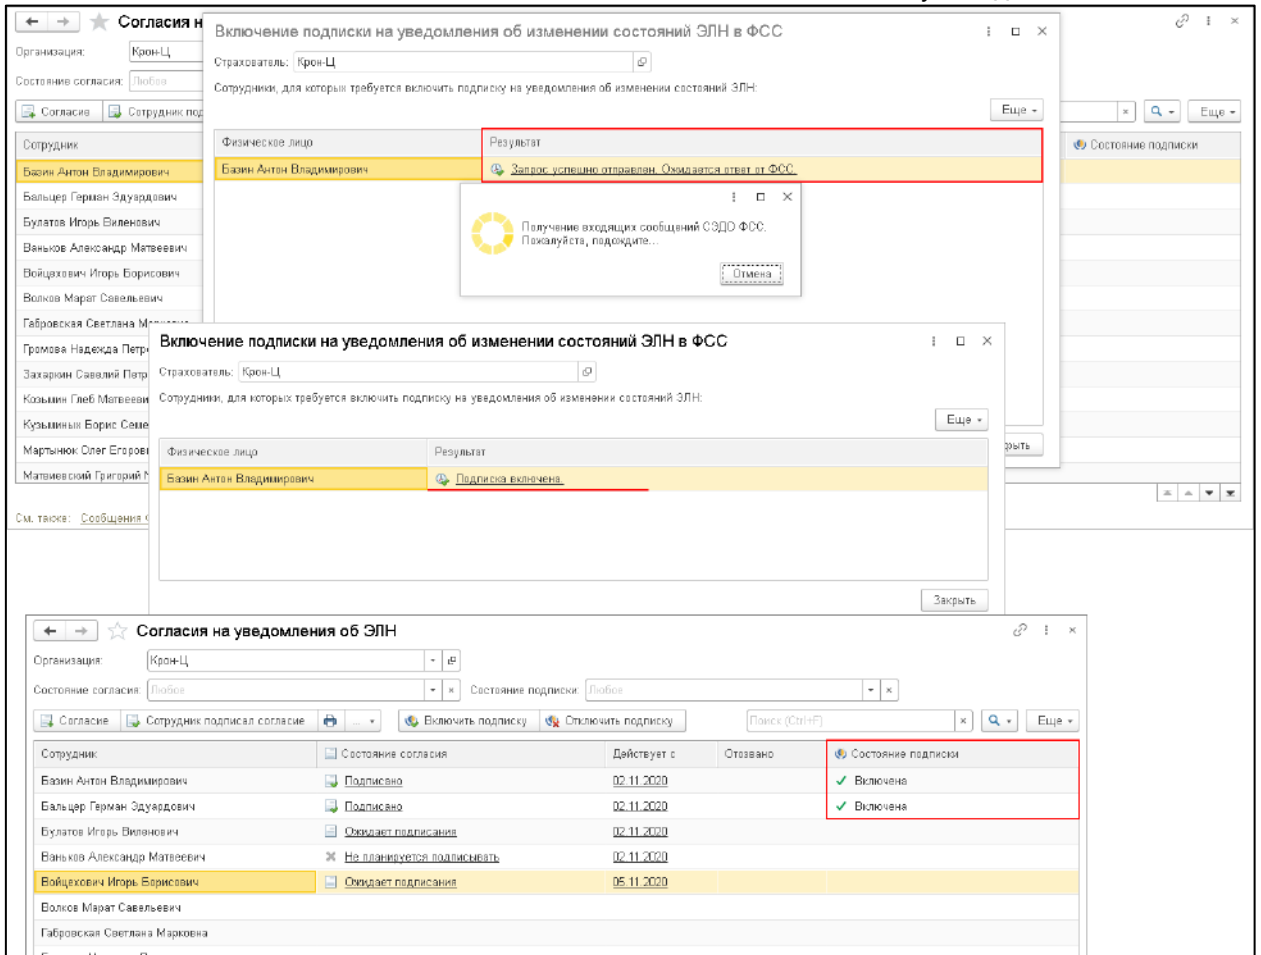 Согласия н
Включение подписки на уведомления об изменении состояний ЭЛН в ФСС
Организация: Крон-Ц
Страхователь: Крон-Ц
Состояние согласия: Любое
Сотрудники, для которых требуется включить подписку на уведомления об изменении состояний ЭЛН:
Еще
Согласие Сотрудник под
Еще
Сотрудник
Физическое лицо Результат
Состояние подписки
Базин Антон Владимирович
Базин Антон Владимирович Запрос успешно отправлен. Ожидается ответ от ФСС.
Бальцер Герман Эдуардович
Булатов Игорь Виленович
Получение входящих сообщений СЭДО ФСС.
Пожалуйста, подождите...
Отмена
Ваньков Александр Матвеевич
Войцехович Игорь Борисович
Волков Марат Савельевич
Габровская Светлана Марковна
Громова Надежда Петр
Захаркин Савелий Петр
Козьмин Глеб Матвееви
Кузьминых Борис Семе
Мартынюк Олег Егорови
Матвиевский Григорий М
рыть
См. также: Сообщения
Включение подписки на уведомления об изменении состояний ЭЛН в ФСС
Страхователь: Крон-Ц
Сотрудники, для которых требуется включить подписку на уведомления об изменении состояний ЭЛН:
Еще
Физическое лицо Результат
Базин Антон Владимирович Подписка включена.
Закрыть
Согласия на уведомления об ЭЛН
Организация: Крон-Ц
Состояние согласия: Любое Состояние подписки: Любое
Согласие Сотрудник подписал согласие ... Включить подписку Отключить подписку Поиск (Ctrl+F) Еще
Сотрудник Состояние согласия Действует с Отозвано Состояние подписки
Базин Антон Владимирович Подписано 02.11.2020 Включена
Бальцер Герман Эдуардович Подписано 02.11.2020 Включена
Булатов Игорь Виленович Ожидает подписания 02.11.2020
Ваньков Александр Матвеевич Не планируется подписывать 02.11.2020
Войцехович Игорь Борисович Ожидает подписания 05.11.2020
Волков Марат Савельевич
Габровская Светлана Марковна